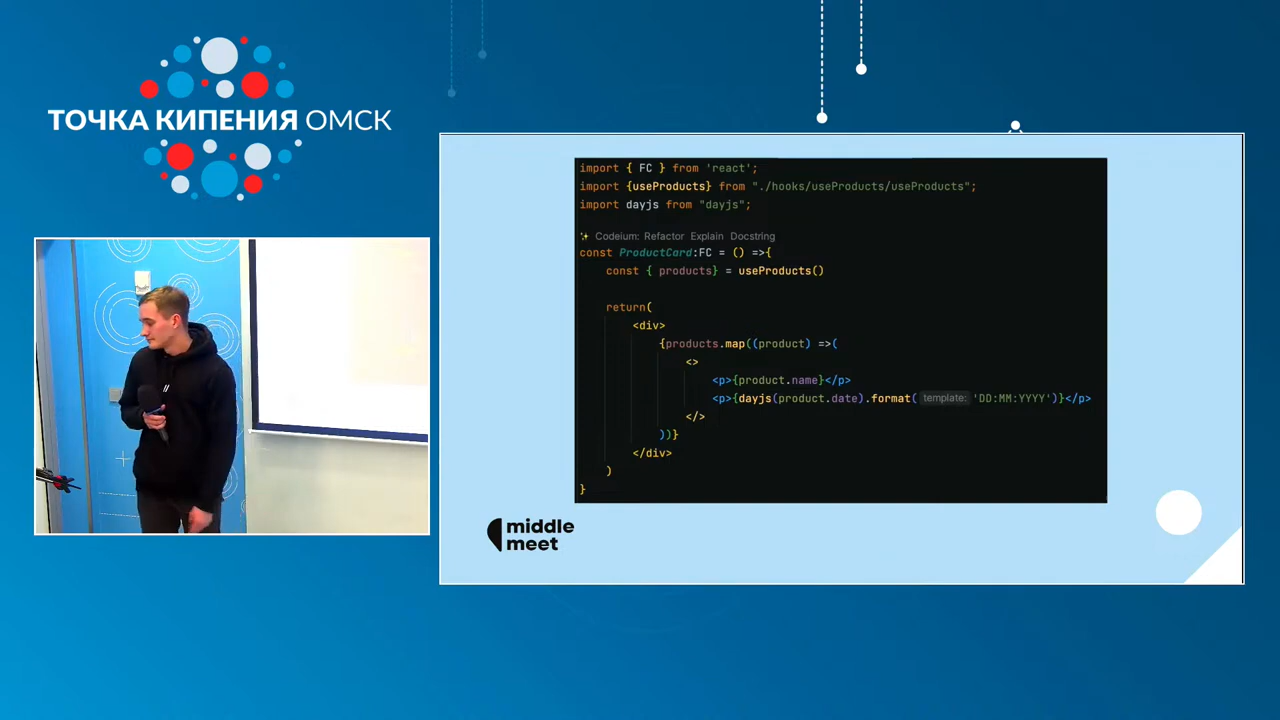 ТОЧКА КИПЕНИЯ ОМСК
import { FC } from 'react';
import {useProducts} from "./hooks/useProducts/useProducts";
import dayjs from "dayjs";
Codeium: Refactor Explain Docstring
const ProductCard:FC = () =>{
const { products} = useProducts()
return(
<div>
{products.map((product) =>(
<>
<p>{product.name}</p>
<p>{dayjs(product.date).format( template: 'DD:MM:YYYY')}</p>
</>
))}
</div>
)
}
middle
meet